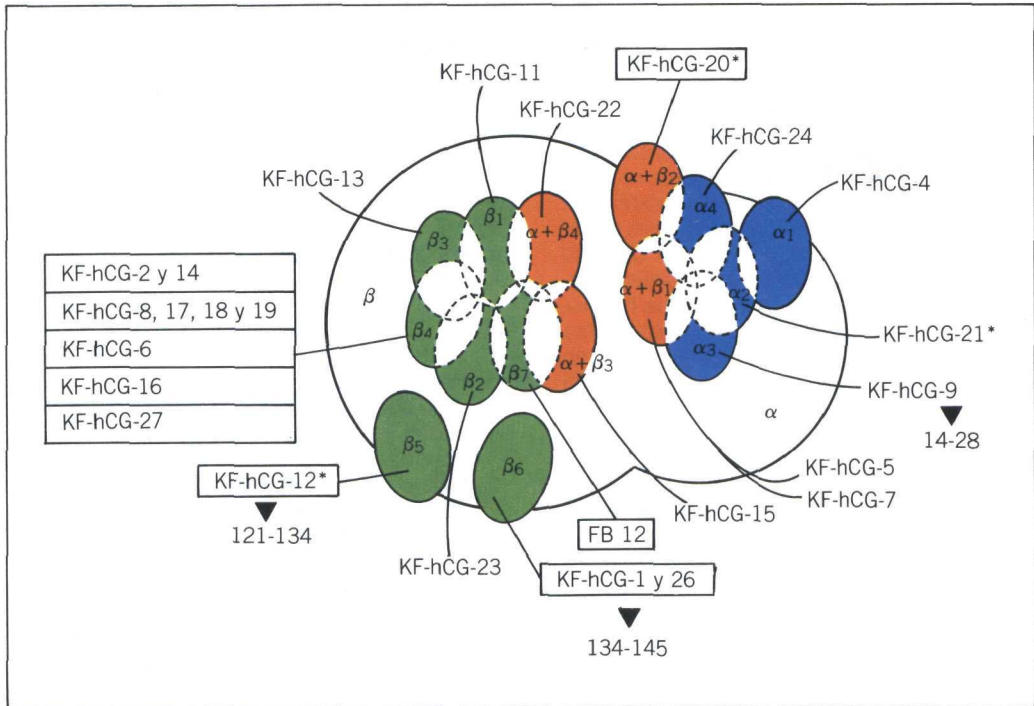 KF-hCG-20*
KF-hCG-11
KF-hCG-22
KF-hCG-24
KF-hCG-13
KF-hCG-4
α+β2
α4
α1
β1
α+β4
β3
KF-hCG-2 y 14
KF-hCG-8, 17, 18 y 19
KF-hCG-6
KF-hCG-16
KF-hCG-27
β
α+β1
α2
β4
KF-hCG-21*
α3
β2
β7
α+β3
KF-hCG-9
α
14-28
β5
β6
KF-hCG-5
KF-hCG-12*
KF-hCG-7
KF-hCG-15
121-134
FB 12
KF-hCG-23
KF-hCG-1 y 26
134-145